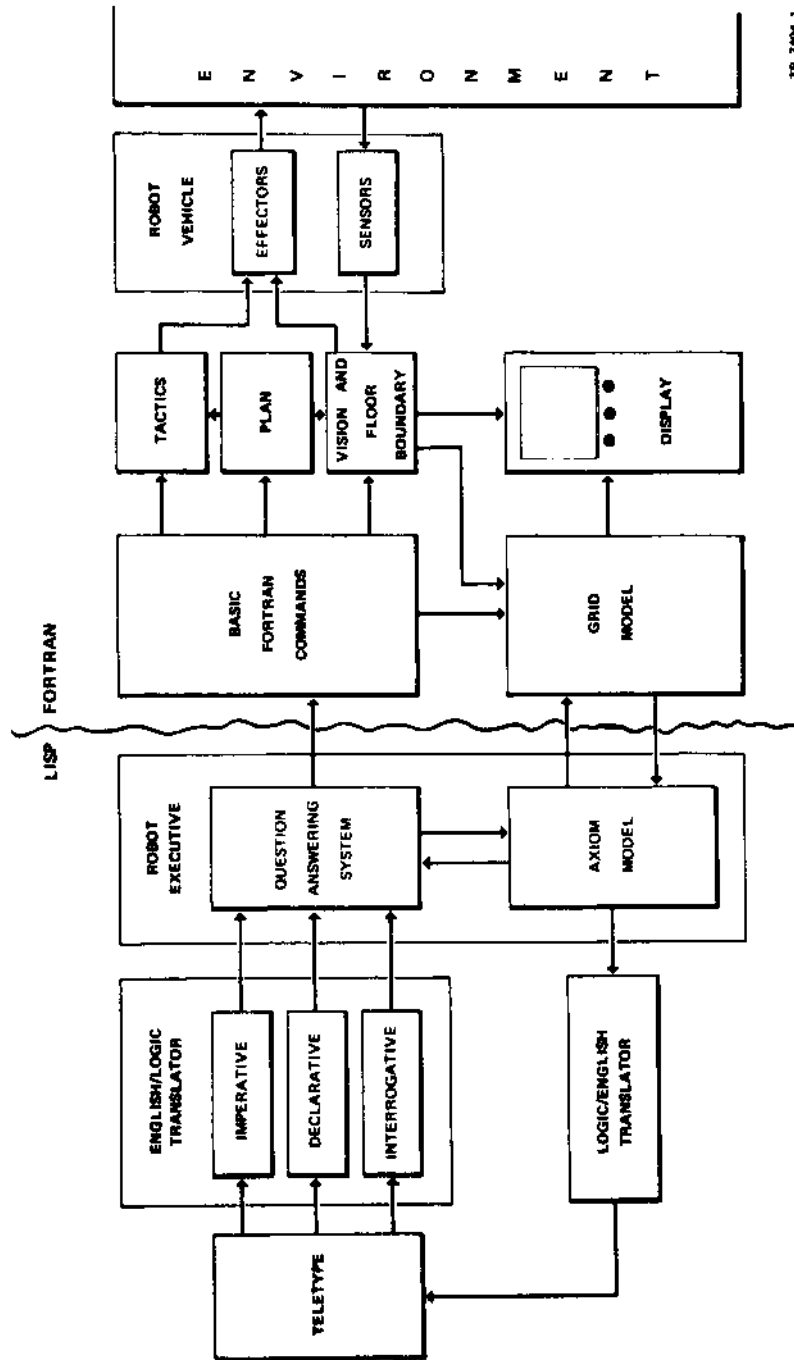 LISP
FORTRAN
TELETYPE
ENGLISH/LOGIC
TRANSLATOR
IMPERATIVE
DECLARATIVE
INTERROGATIVE
LOGIC/ENGLISH
TRANSLATOR
ROBOT
EXECUTIVE
QUESTION
ANSWERING
SYSTEM
AXIOM
MODEL
BASIC
FORTRAN
COMMANDS
GRID
MODEL
TACTICS
PLAN
VISION AND
FLOOR
BOUNDARY
DISPLAY
ROBOT
VEHICLE
EFFECTORS
SENSORS
ENVIRONMENT